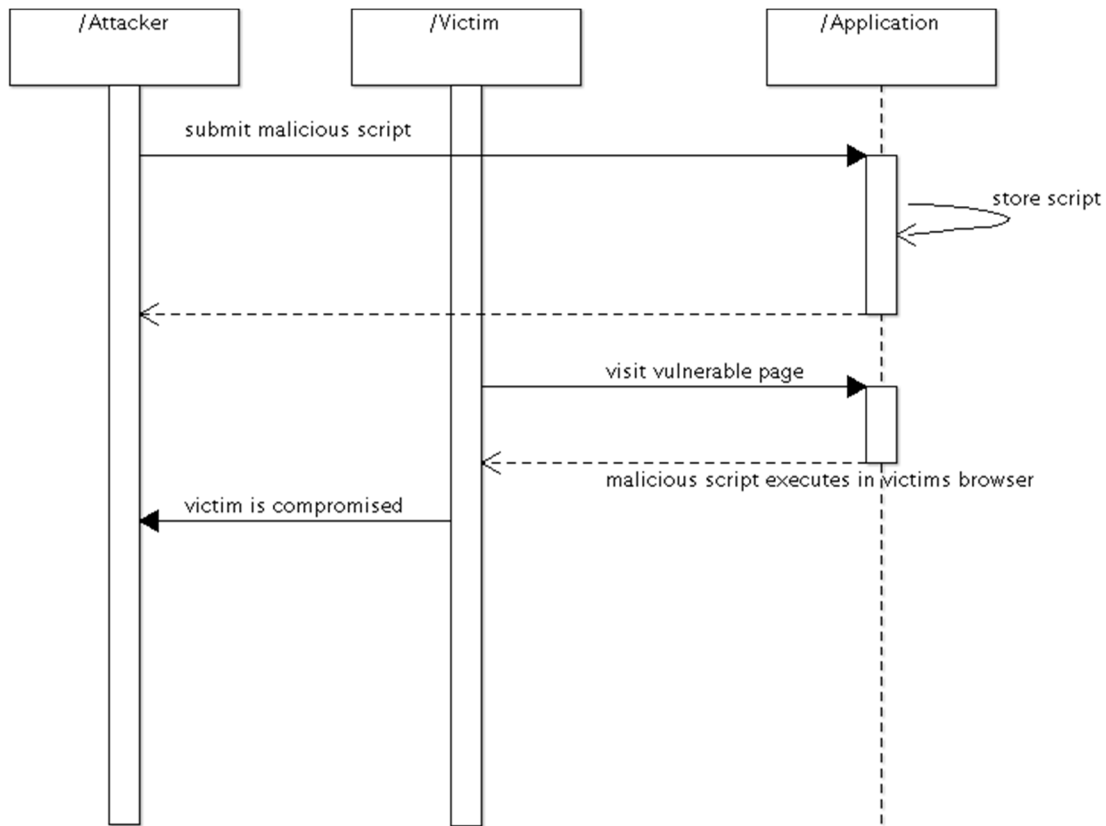 /Attacker
/Victim
/Application
submit malicious script
store script
visit vulnerable page
malicious script executes in victims browser
victim is compromised